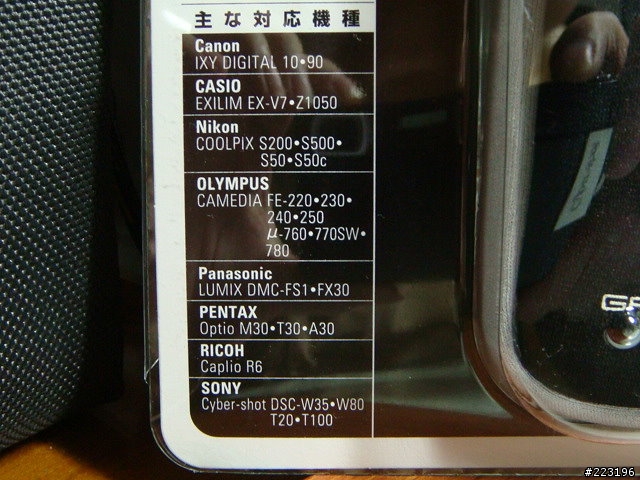 主な対応機種
Canon
IXY DIGITAL 10•90
CASIO
EXILIM EX-V7•Z1050
Nikon
COOLPIX S200•S500•
S50•S50c
OLYMPUS
CAMEDIA FE-220•230•
240•250
μ-760•770SW•
780
Panasonic
LUMIX DMC-FS1•FX30
PENTAX
Optio M30•T30•A30
RICOH
Caplio R6
SONY
Cyber-shot DSC-W35•W80
T20•T100
#223196